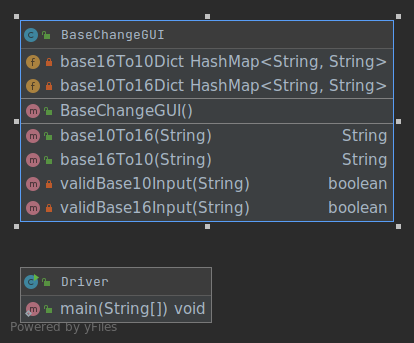 BaseChangeGUI
base16To10Dict HashMap<String, String>
base10To16Dict HashMap<String, String>
BaseChangeGUI()
base10To16(String) String
base16To10(String) String
validBase10Input(String) boolean
validBase16Input(String) boolean
Driver
main(String[]) void
Powered by yFiles